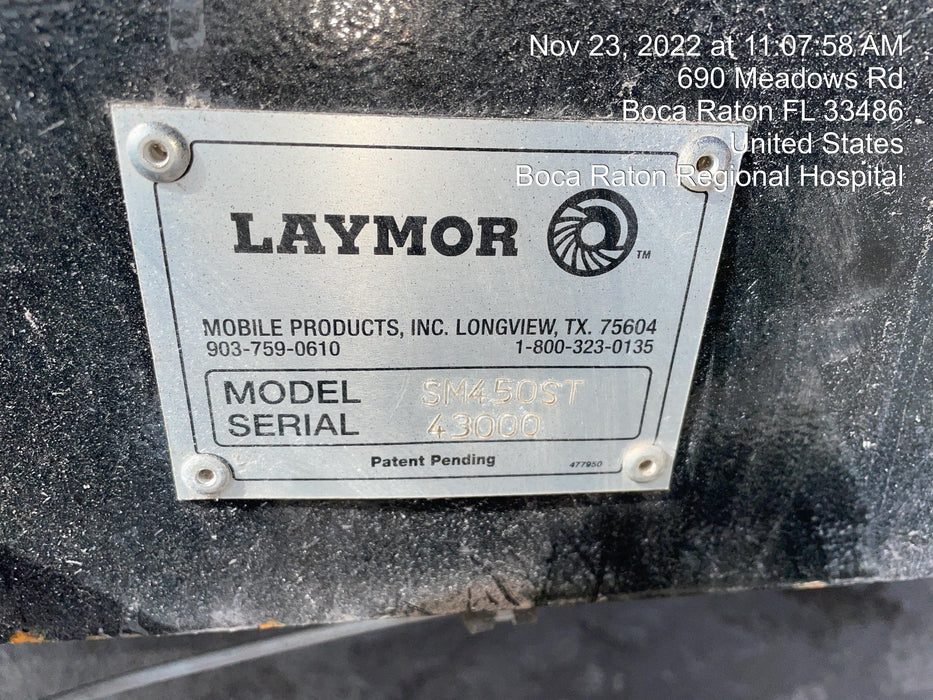 Nov 23, 2022 at 11:07:58 AM
690 Meadows Rd
Boca Raton FL 33486
United States
Boca Raton Regional Hospital
LAYMOR ™
MOBILE PRODUCTS, INC. LONGVIEW, TX. 75604
903-759-0610 1-800-323-0135
MODEL SM450ST
SERIAL 43000
Patent Pending 477950